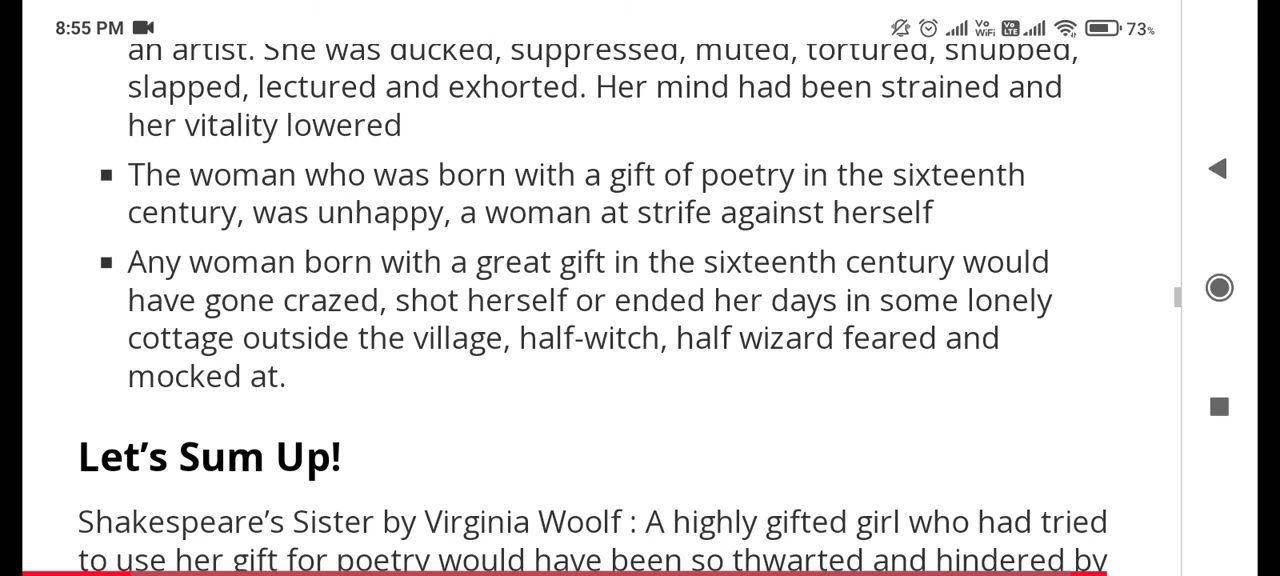 8:55 PM
Vo WiFi Vo LTE 73%
an artist. She was ducked, suppressed, muted, tortured, snubbed,
slapped, lectured and exhorted. Her mind had been strained and
her vitality lowered
▪ The woman who was born with a gift of poetry in the sixteenth
century, was unhappy, a woman at strife against herself
▪ Any woman born with a great gift in the sixteenth century would
have gone crazed, shot herself or ended her days in some lonely
cottage outside the village, half-witch, half wizard feared and
mocked at.
Let’s Sum Up!
Shakespeare’s Sister by Virginia Woolf : A highly gifted girl who had tried
to use her gift for poetry would have been so thwarted and hindered by